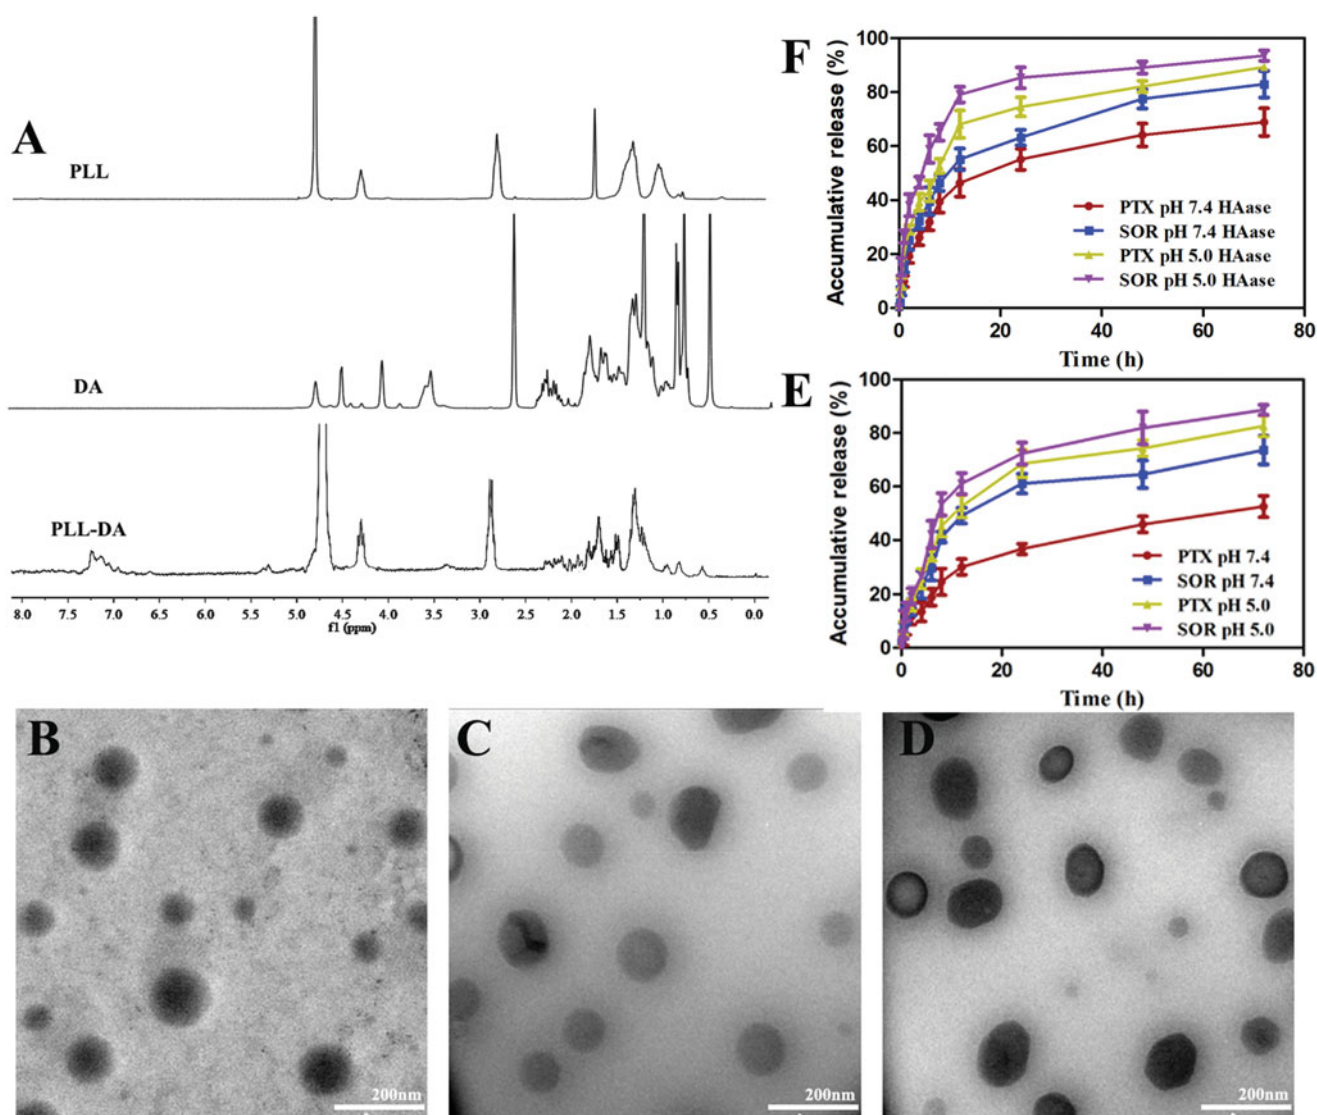 A
PLL
DA
PLL-DA
8.0 7.5 7.0 6.5 6.0 5.5 5.0 4.5 4.0 3.5 3.0 2.5 2.0 1.5 1.0 0.5 0.0
f1 (ppm)
F
Accumulative release (%)
100
80
60
40
20
0
PTX pH 7.4 HAase
SOR pH 7.4 HAase
PTX pH 5.0 HAase
SOR pH 5.0 HAase
0 20 40 60 80
Time (h)
E
Accumulative release (%)
100
80
60
40
20
0
PTX pH 7.4
SOR pH 7.4
PTX pH 5.0
SOR pH 5.0
0 20 40 60 80
Time (h)
B
200nm
C
200nm
D
200nm